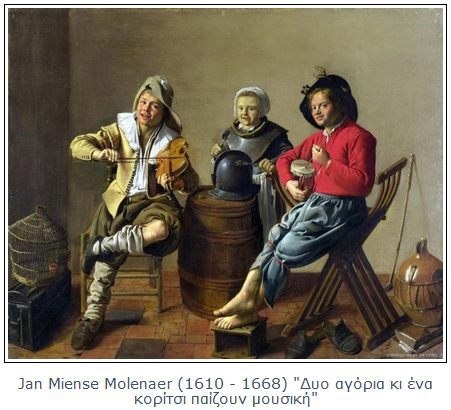 Jan Miense Molenaer (1610 - 1668) "Δυο αγόρια κι ένα
κορίτσι παίζουν μουσική"